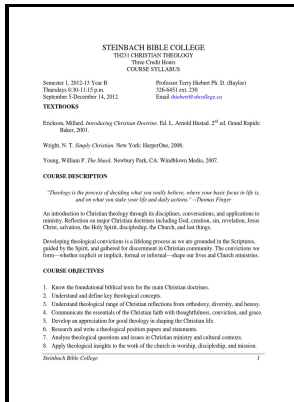 STEINBACH BIBLE COLLEGE
TH231 CHRISTIAN THEOLOGY
Three Credit Hours
COURSE SYLLABUS
Semester 1, 2012-13 Year B
Professor Terry Hiebert Ph. D. (Baylor)
Thursdays 8:30-11:15 p.m.
326-6451 ext. 230
September 5-December 14, 2012
Email thiebert@sbcollege.ca
TEXTBOOKS
Erickson, Millard. Introducing Christian Doctrine. Ed. L. Arnold Hustad. 2nd ed. Grand Rapids:
Baker, 2001.
Wright, N. T. Simply Christian. New York: HarperOne, 2006.
Young, William P. The Shack. Newbury Park, CA: Windblown Media, 2007.
COURSE DESCRIPTION
"Theology is the process of deciding what you really believe, where your basic focus in life is,
and on what you stake your life and daily actions." --Thomas Finger
An introduction to Christian theology through its disciplines, conversations, and applications to
ministry. Reflection on major Christian doctrines including God, creation, sin, revelation, Jesus
Christ, salvation, the Holy Spirit, discipleship, the Church, and last things.
Developing theological convictions is a lifelong process as we are grounded in the Scriptures,
guided by the Spirit, and gathered for discernment in Christian community. The convictions we
form—whether explicit or implicit, formal or informal—shape our lives and Church ministries.
COURSE OBJECTIVES
1. Know the foundational biblical texts for the main Christian doctrines.
2. Understand and define key theological concepts.
3. Understand theological range of Christian reflections from orthodoxy, diversity, and heresy.
4. Communicate the essentials of the Christian faith with thoughtfulness, conviction, and grace.
5. Develop an appreciation for good theology in shaping the Christian life.
6. Research and write a theological position papers and statements.
7. Analyse theological questions and issues in Christian ministry and cultural contexts.
8. Apply theological insights to the work of the church in worship, discipleship, and mission.
Steinbach Bible College 1